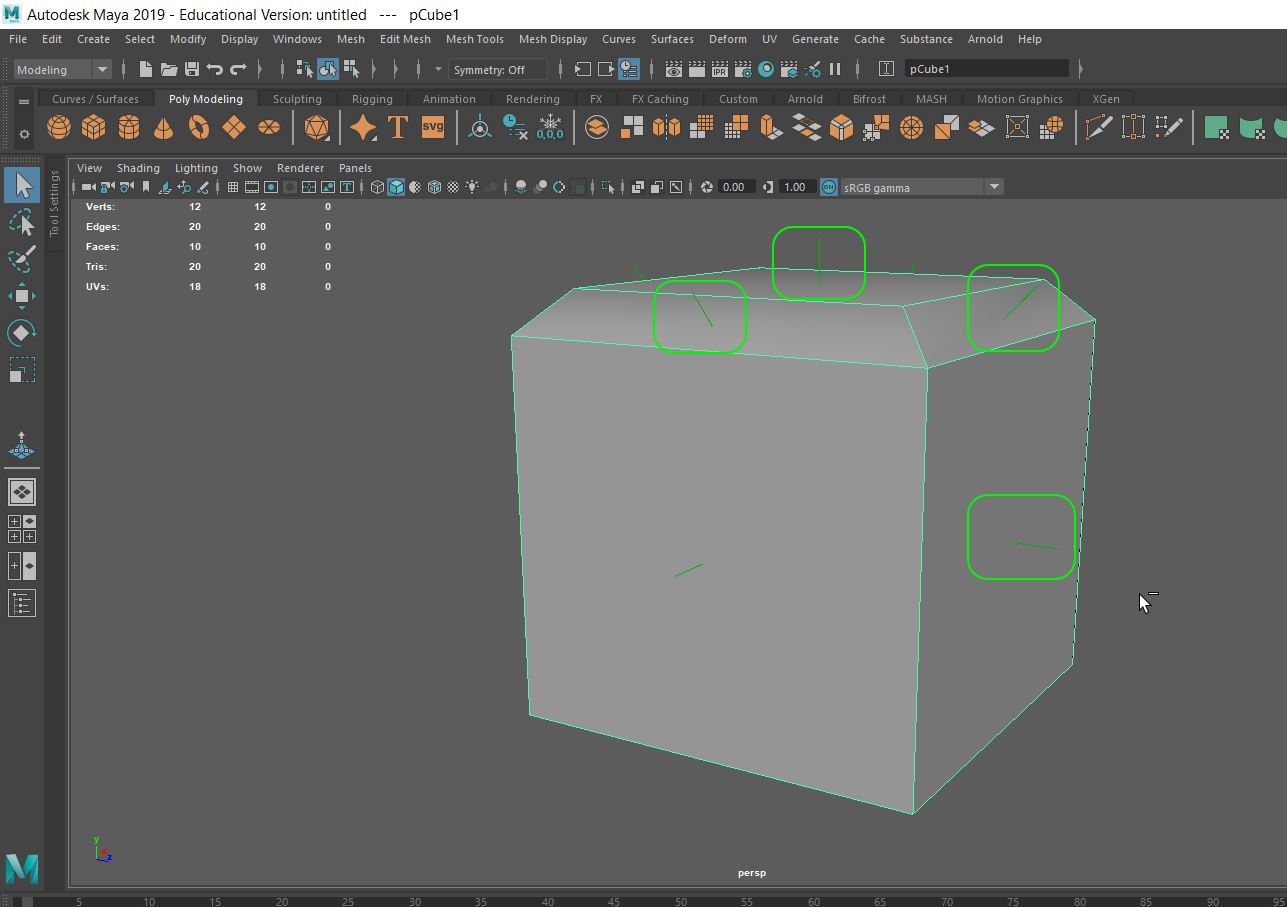 Autodesk Maya 2019 - Educational Version: untitled --- pCube1
File Edit Create Select Modify Display Windows Mesh Edit Mesh Mesh Tools Mesh Display Curves Surfaces Deform UV Generate Cache Substance Arnold Help
Modeling Symmetry: Off IPR pCube1
Curves / Surfaces Poly Modeling Sculpting Rigging Animation Rendering FX FX Caching Custom Arnold Bifrost MASH Motion Graphics XGen
T SVG 0,0,0
View Shading Lighting Show Renderer Panels
0.00 1.00 ON sRGB gamma
Tool Settings
Verts: 12 12 0
Edges: 20 20 0
Faces: 10 10 0
Tris: 20 20 0
UVs: 18 18 0
y
z
persp
5 10 15 20 25 30 35 40 45 50 55 60 65 70 75 80 85 90 95